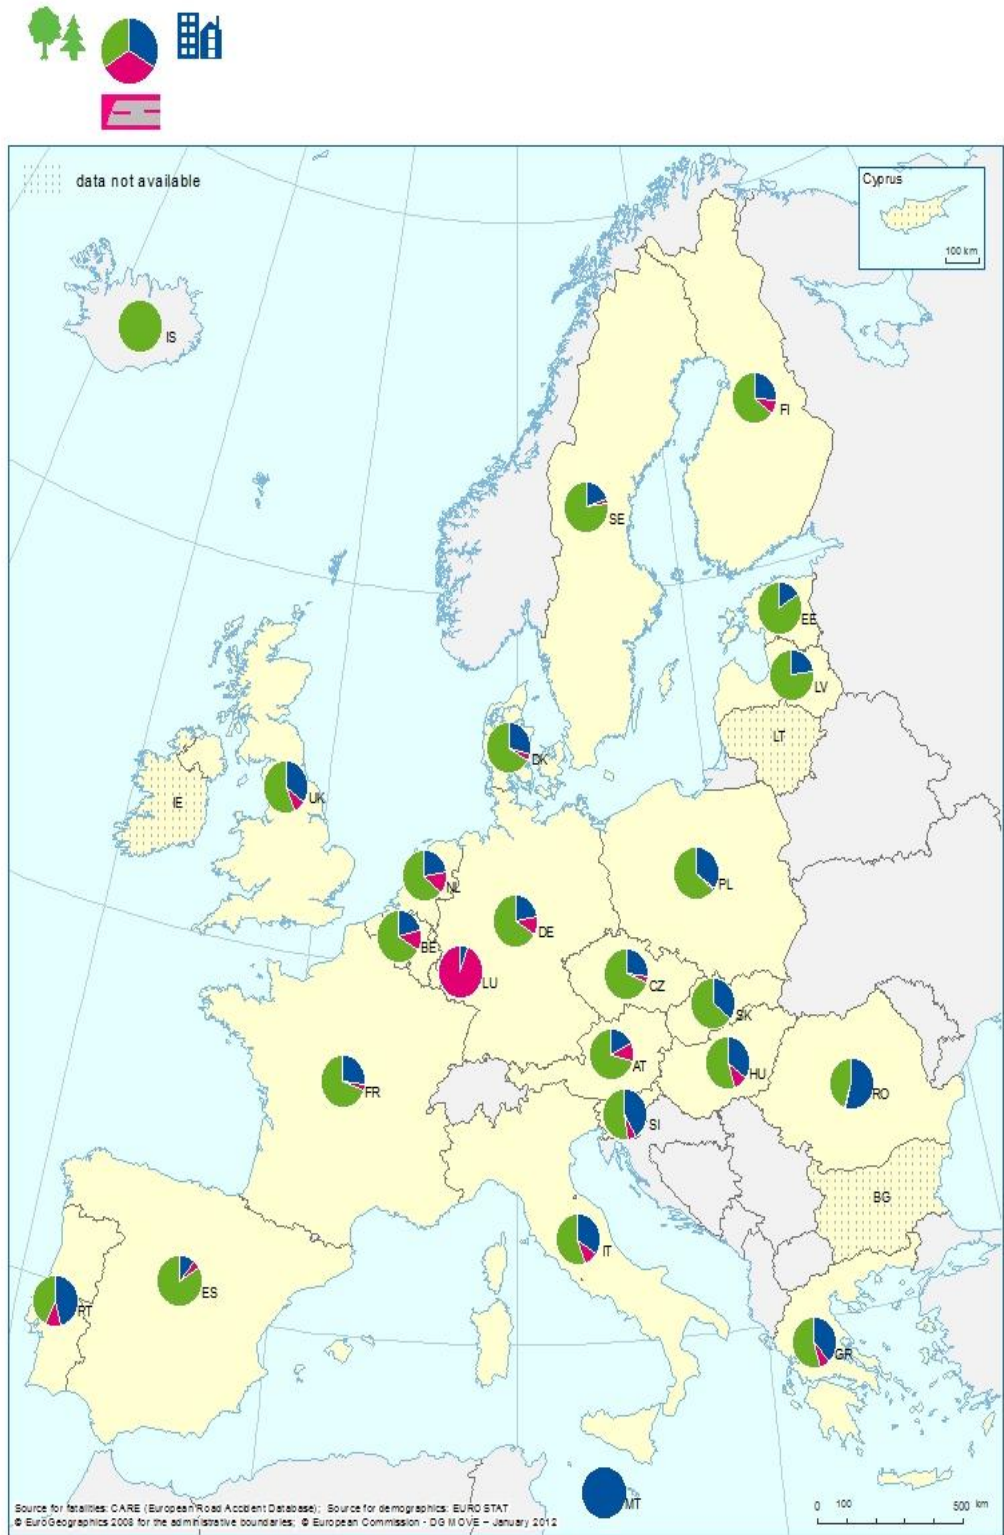 data not available
Cyprus
100 km
IS
FI
SE
EE
LV
LT
DK
IE
UK
NL
PL
DE
BE
LU
CZ
SK
AT
HU
FR
RO
SI
BG
IT
ES
RT
GR
MT
Source for fatalities: CARE (European Road Accident Database); Source for demographics: EUROSTAT
© EuroGeographics 2008 for the administrative boundaries; © European Commission - DG MOVE – January 2012
0 100 500 km